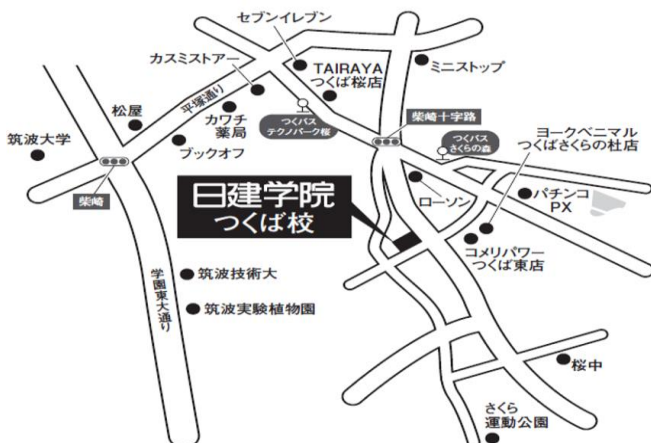 セブンイレブン
カスミストアー
TAIRAYA
つくば桜店
ミニストップ
平塚通り
松屋
カワチ
薬局
つくバス
テクノパーク桜
柴崎十字路
つくバス
さくらの森
ヨークベニマル
つくばさくらの杜店
筑波大学
ブックオフ
柴崎
日建学院
つくば校
ローソン
パチンコ
PX
コメリパワー
つくば東店
学園東大通り
筑波技術大
筑波実験植物園
桜中
さくら
運動公園